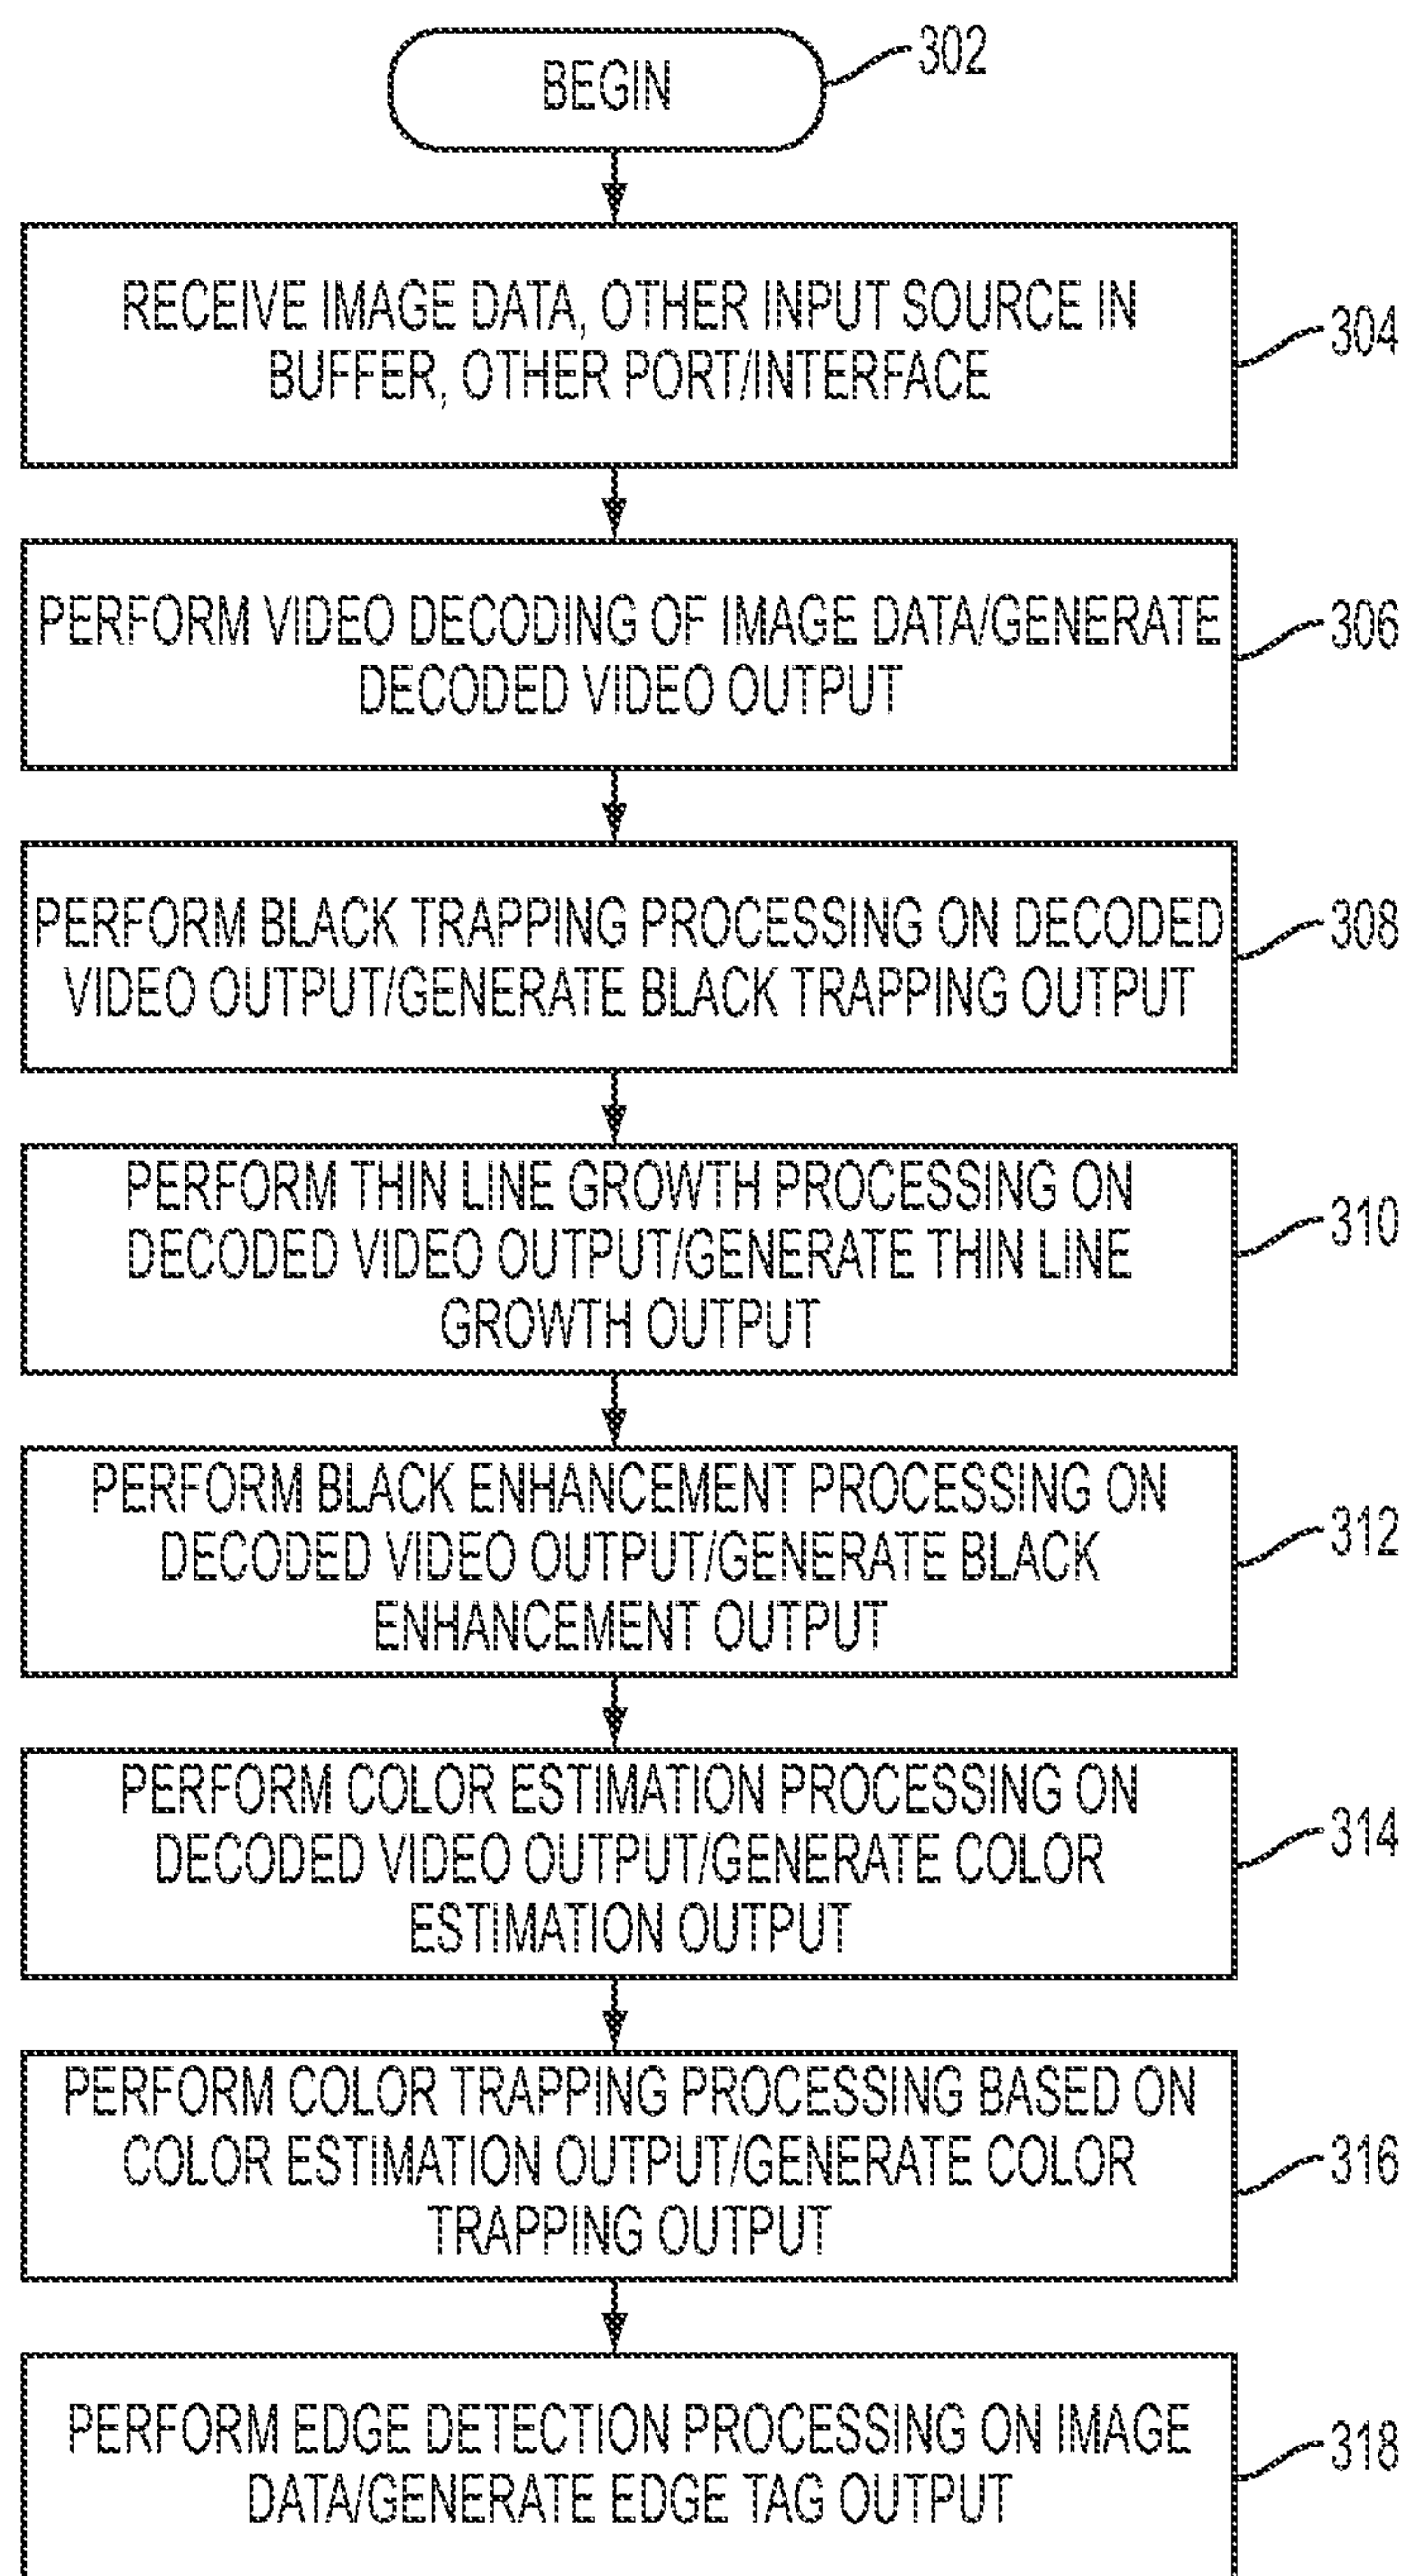 BEGIN
302
RECEIVE IMAGE DATA, OTHER INPUT SOURCE IN
BUFFER, OTHER PORT/INTERFACE
304
PERFORM VIDEO DECODING OF IMAGE DATA/GENERATE
DECODED VIDEO OUTPUT
306
PERFORM BLACK TRAPPING PROCESSING ON DECODED
VIDEO OUTPUT/GENERATE BLACK TRAPPING OUTPUT
308
PERFORM THIN LINE GROWTH PROCESSING ON
DECODED VIDEO OUTPUT/GENERATE THIN LINE
GROWTH OUTPUT
310
PERFORM BLACK ENHANCEMENT PROCESSING ON
DECODED VIDEO OUTPUT/GENERATE BLACK
ENHANCEMENT OUTPUT
312
PERFORM COLOR ESTIMATION PROCESSING ON
DECODED VIDEO OUTPUT/GENERATE COLOR
ESTIMATION OUTPUT
314
PERFORM COLOR TRAPPING PROCESSING BASED ON
COLOR ESTIMATION OUTPUT/GENERATE COLOR
TRAPPING OUTPUT
316
PERFORM EDGE DETECTION PROCESSING ON IMAGE
DATA/GENERATE EDGE TAG OUTPUT
318